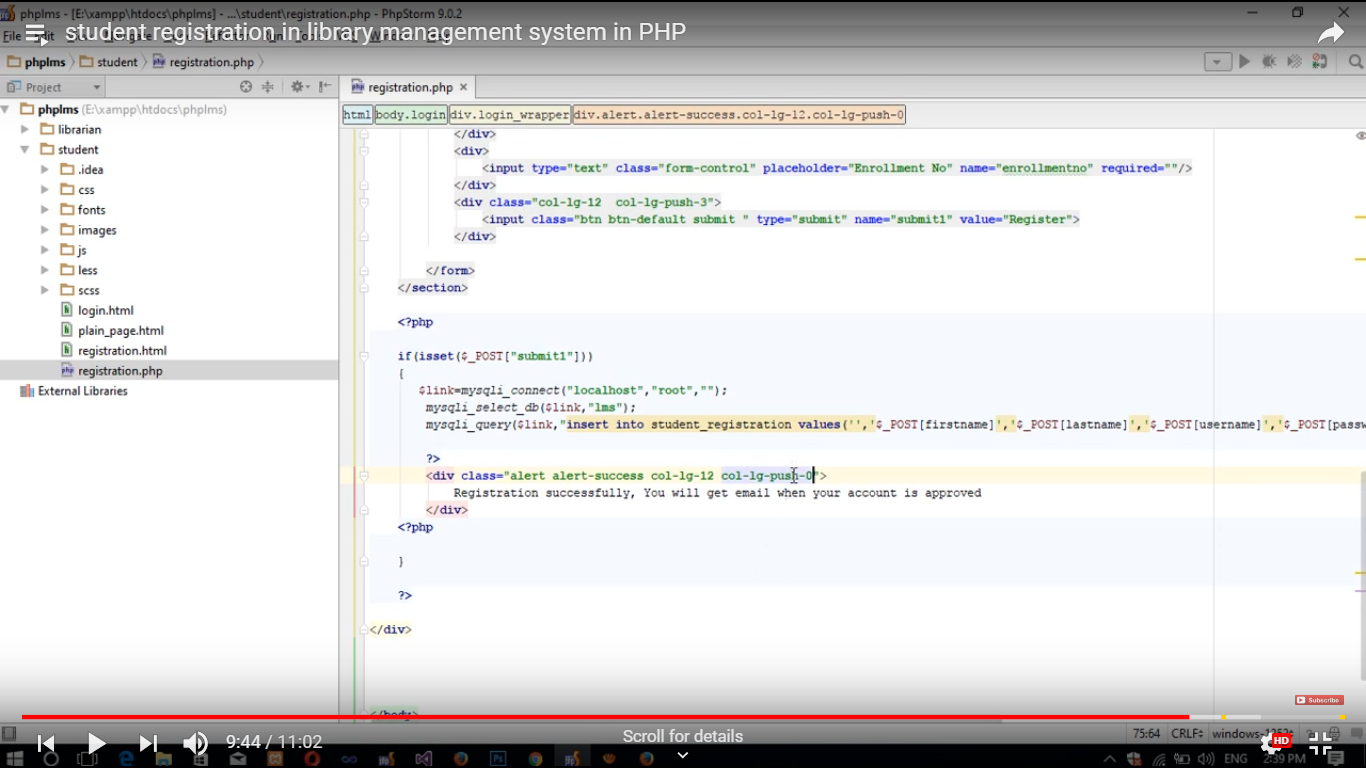 phplms - [E:\xampp\htdocs\phplms] - ...\student\registration.php - PhpStorm 9.0.2
student registration in library management system in PHP
File Edit
phplms student registration.php
Project
registration.php ×
phplms (E:\xampp\htdocs\phplms)
librarian
student
.idea
css
fonts
images
js
less
scss
login.html
plain_page.html
registration.html
registration.php
External Libraries
html body.login div.login_wrapper div.alert.alert-success.col-lg-12.col-lg-push-0
</div>
<div>
<input type="text" class="form-control" placeholder="Enrollment No" name="enrollmentno" required=""/>
</div>
<div class="col-lg-12  col-lg-push-3">
<input class="btn btn-default submit " type="submit" name="submit1" value="Register">
</div>
</form>
</section>
<?php
if(isset($_POST["submit1"]))
{
$link=mysqli_connect("localhost","root","");
mysqli_select_db($link,"lms");
mysqli_query($link,"insert into student_registration values('','$_POST[firstname]','$_POST[lastname]','$_POST[username]','$_POST[passw
?>
<div class="alert alert-success col-lg-12 col-lg-push-0">
Registration successfully, You will get email when your account is approved
</div>
<?php
}
?>
</div>
</body>
Subscribe
9:44 / 11:02
Scroll for details
HD
75:64 CRLF÷ windows-1252÷
ENG 2:39 PM